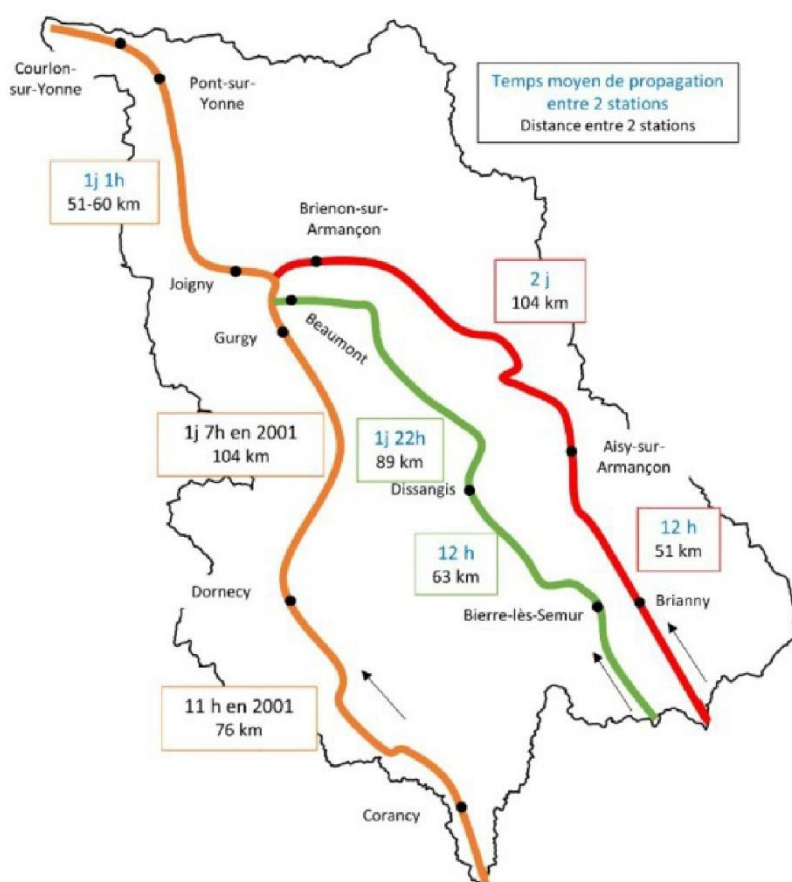 Courlon-
sur-Yonne
Pont-sur-
Yonne
Temps moyen de propagation
entre 2 stations
Distance entre 2 stations
1j 1h
51-60 km
Brienon-sur-
Armançon
Joigny
2 j
104 km
Gurgy
Beaumont
1j 7h en 2001
104 km
1j 22h
89 km
Aisy-sur-
Armançon
Dissangis
12 h
51 km
12 h
63 km
Dornecy
Bierre-lès-Semur
Brianny
11 h en 2001
76 km
Corancy